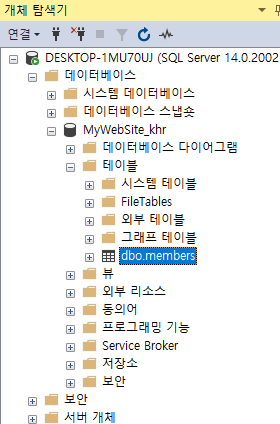 개체 탐색기
연결
DESKTOP-1MU70UJ (SQL Server 14.0.2002
데이터베이스
시스템 데이터베이스
데이터베이스 스냅숏
MyWebSite_khr
데이터베이스 다이어그램
테이블
시스템 테이블
FileTables
외부 테이블
그래프 테이블
dbo.members
뷰
외부 리소스
동의어
프로그래밍 기능
Service Broker
저장소
보안
보안
서버 개체